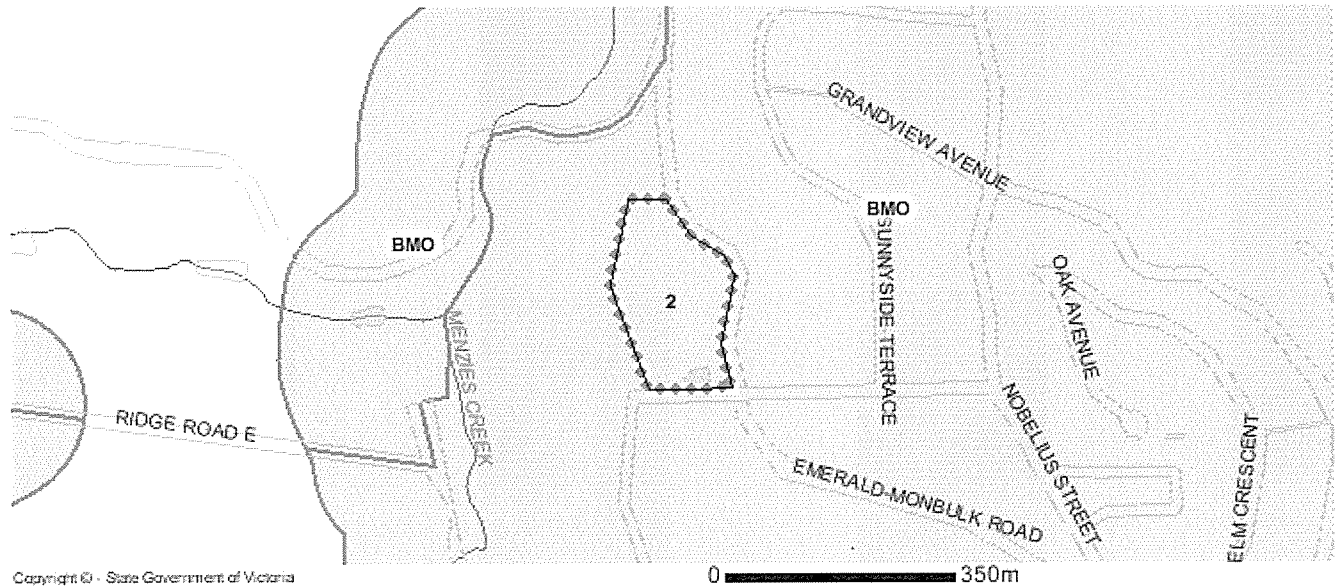 GRANDVIEW AVENUE
BMO
BMO
SUNNYSIDE TERRACE
OAK AVENUE
2
MENZIES CREEK
RIDGE ROAD E
NOBELIUS STREET
ELM CRESCENT
EMERALD-MONBULK ROAD
Copyright © - State Government of Victoria
0 350m